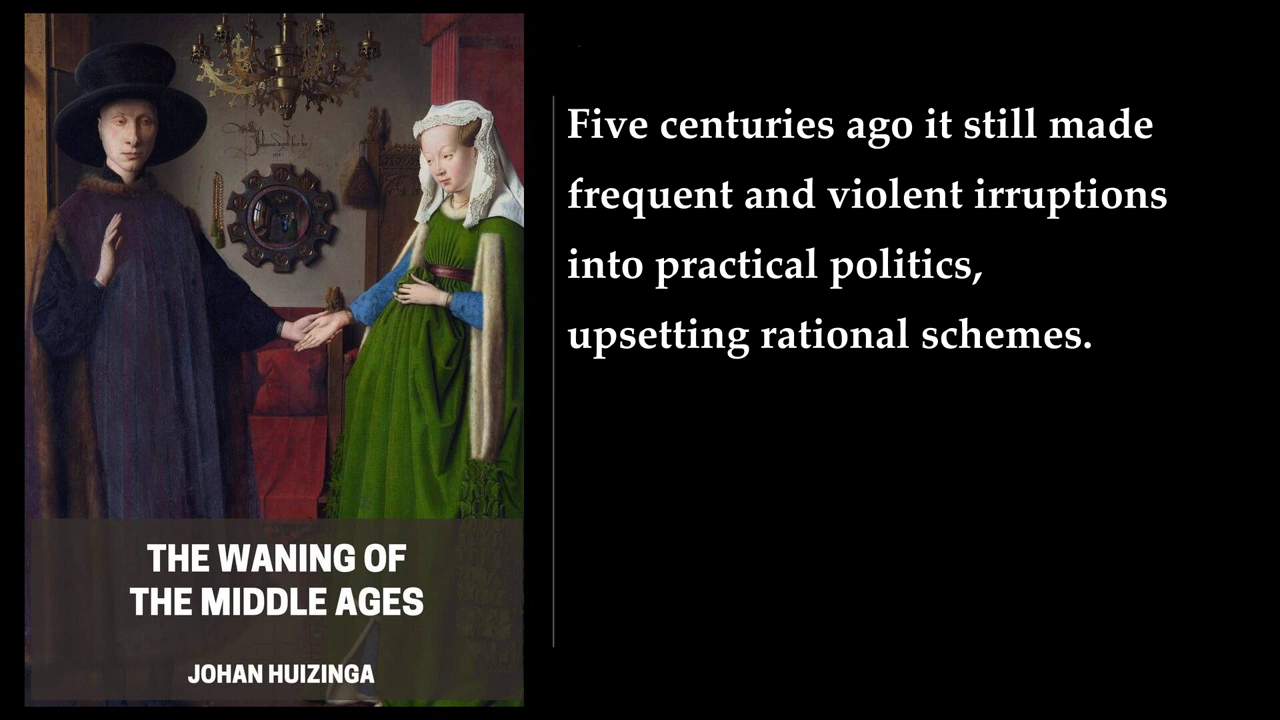 THE WANING OF
THE MIDDLE AGES
JOHAN HUIZINGA
Five centuries ago it still made
frequent and violent irruptions
into practical politics,
upsetting rational schemes.